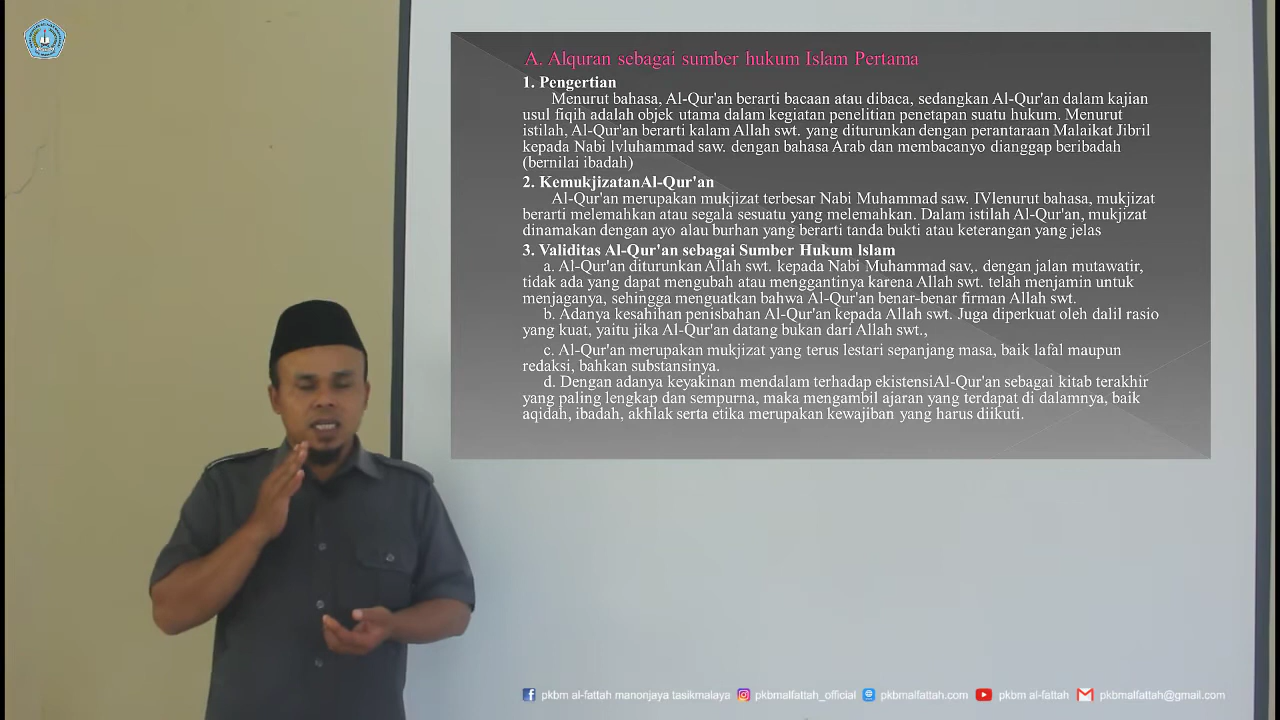 A. Alquran sebagai sumber hukum Islam Pertama
1. Pengertian
Menurut bahasa, Al-Qur'an berarti bacaan atau dibaca, sedangkan Al-Qur'an dalam kajian
usul fiqih adalah objek utama dalam kegiatan penelitian penetapan suatu hukum. Menurut
istilah, Al-Qur'an berarti kalam Allah swt. yang diturunkan dengan perantaraan Malaikat Jibril
kepada Nabi lvluhammad saw. dengan bahasa Arab dan membacanyo dianggap beribadah
(bernilai ibadah)
2. KemukjizatanAl-Qur'an
Al-Qur'an merupakan mukjizat terbesar Nabi Muhammad saw. IVlenurut bahasa, mukjizat
berarti melemahkan atau segala sesuatu yang melemahkan. Dalam istilah Al-Qur'an, mukjizat
dinamakan dengan ayo alau burhan yang berarti tanda bukti atau keterangan yang jelas
3. Validitas Al-Qur'an sebagai Sumber Hukum lslam
a. Al-Qur'an diturunkan Allah swt. kepada Nabi Muhammad sav,. dengan jalan mutawatir,
tidak ada yang dapat mengubah atau menggantinya karena Allah swt. telah menjamin untuk
menjaganya, sehingga menguatkan bahwa Al-Qur'an benar-benar firman Allah swt.
b. Adanya kesahihan penisbahan Al-Qur'an kepada Allah swt. Juga diperkuat oleh dalil rasio
yang kuat, yaitu jika Al-Qur'an datang bukan dari Allah swt.,
c. Al-Qur'an merupakan mukjizat yang terus lestari sepanjang masa, baik lafal maupun
redaksi, bahkan substansinya.
d. Dengan adanya keyakinan mendalam terhadap ekistensiAl-Qur'an sebagai kitab terakhir
yang paling lengkap dan sempurna, maka mengambil ajaran yang terdapat di dalamnya, baik
aqidah, ibadah, akhlak serta etika merupakan kewajiban yang harus diikuti.
pkbm al-fattah manonjaya tasikmalaya pkbmalfattah_official pkbmalfattah.com pkbm al-fattah pkbmalfattah@gmail.com